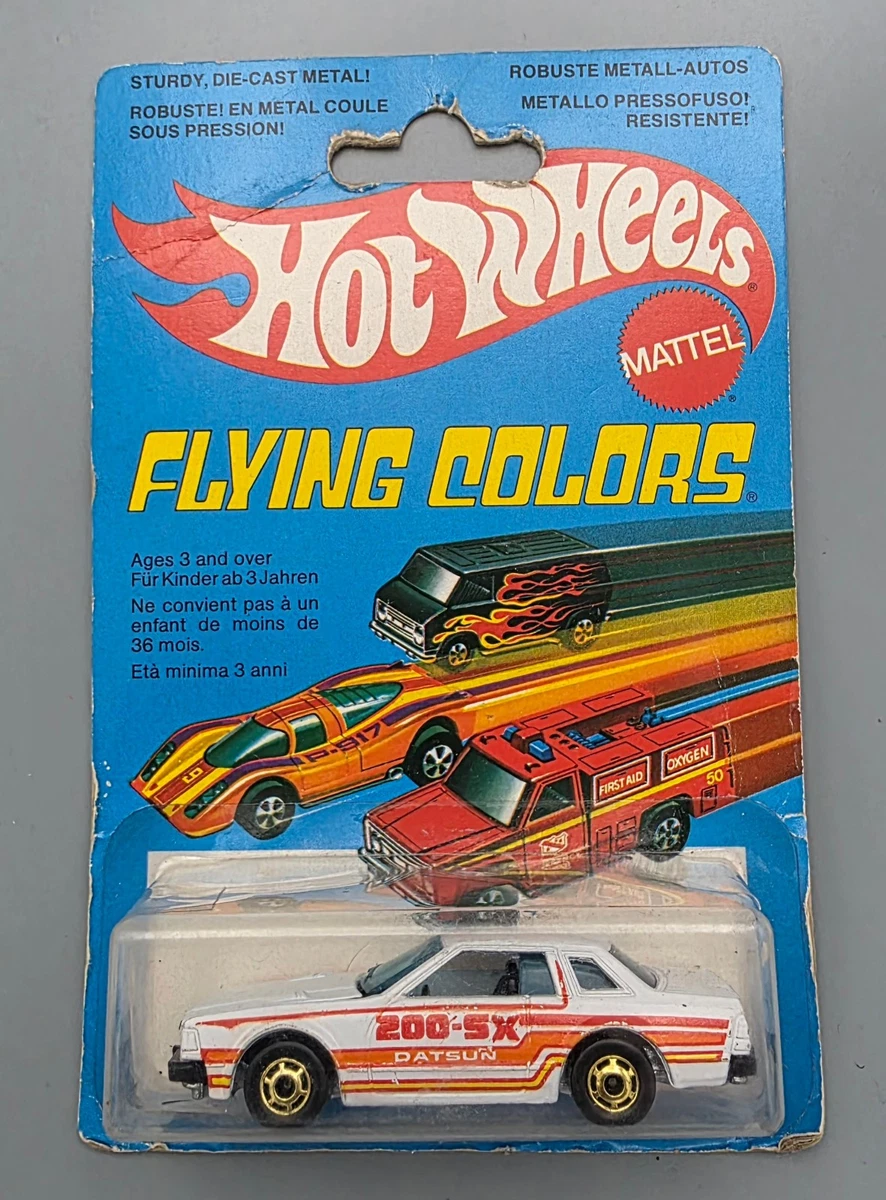 STURDY, DIE-CAST METAL!
ROBUSTE! EN METAL COULE
SOUS PRESSION!
ROBUSTE METALL-AUTOS
METALLO PRESSOFUSO!
RESISTENTE!
HOT WHEELS®
MATTEL®
FLYING COLORS®
Ages 3 and over
Für Kinder ab 3 Jahren
Ne convient pas à un
enfant de moins de
36 mois.
Età minima 3 anni
P-917
9
FIRST AID
OXYGEN
50
200-SX
DATSUN